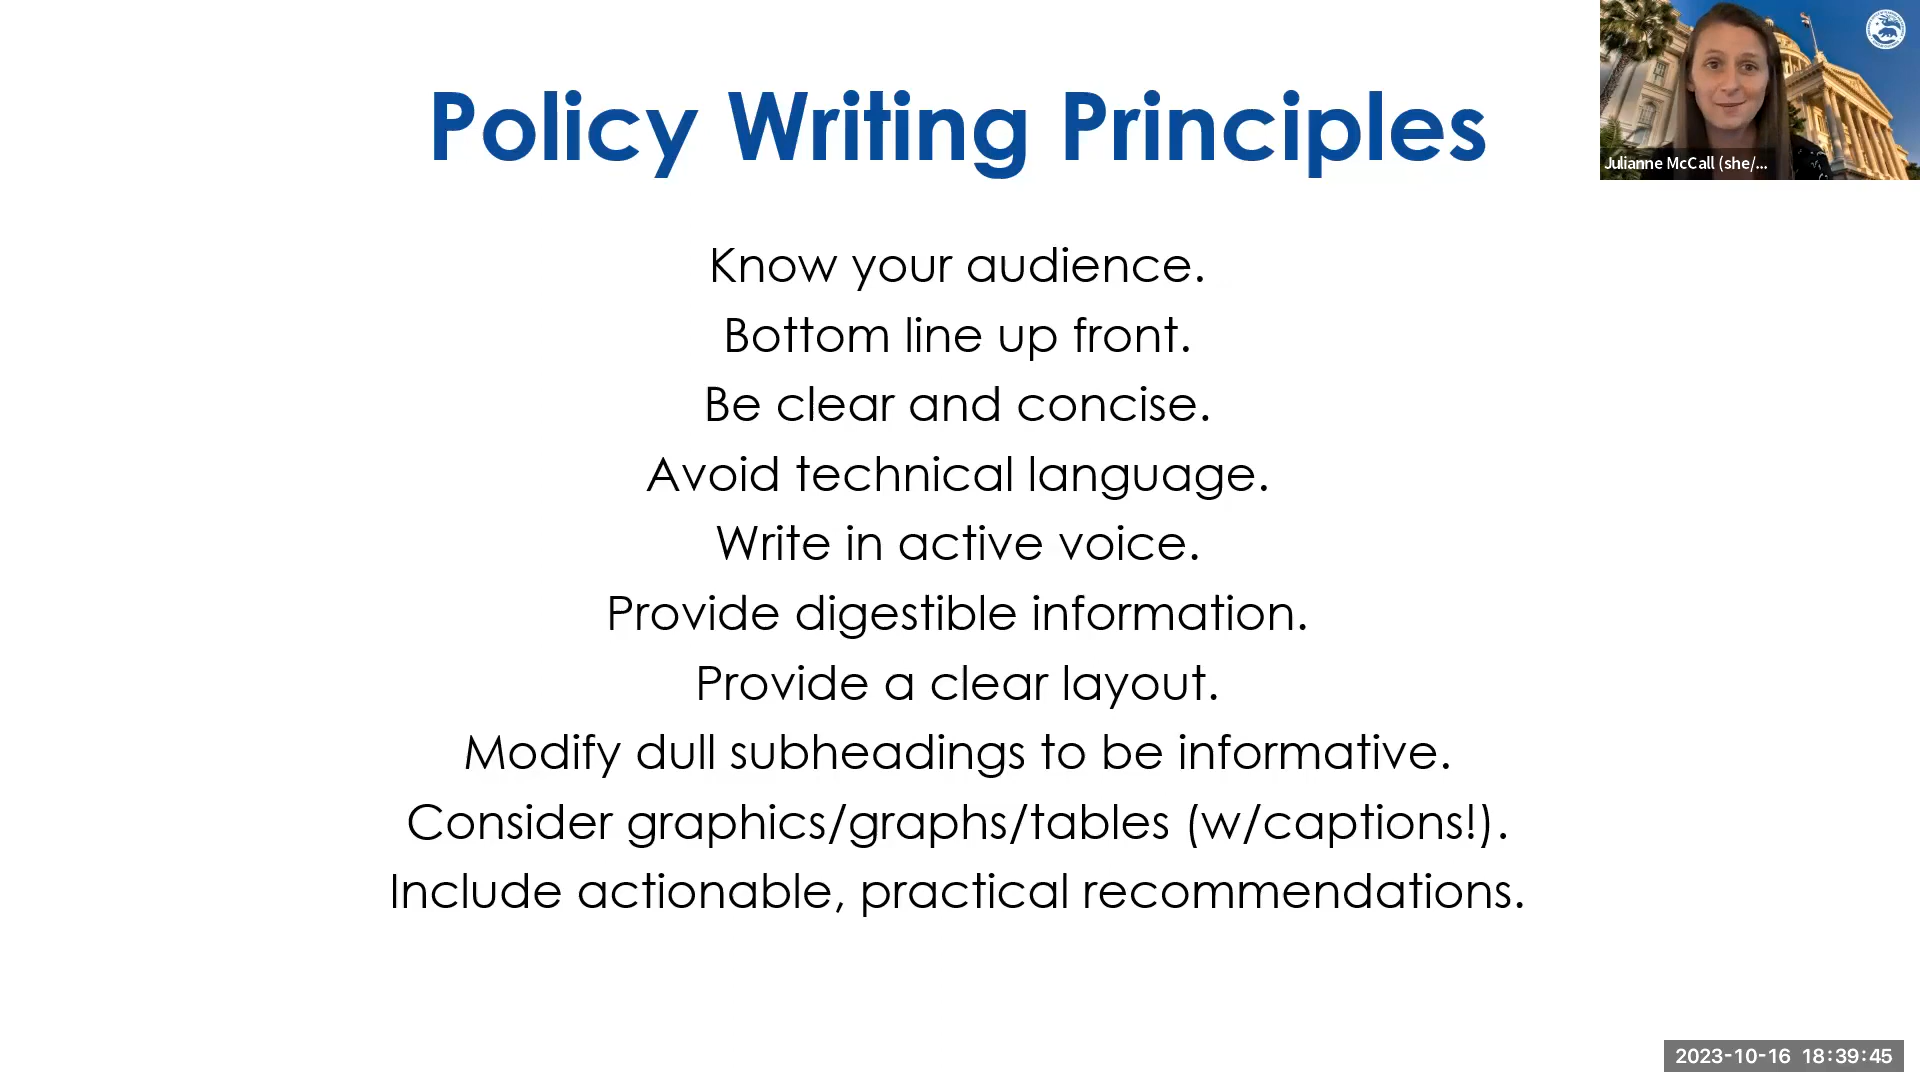 Policy Writing Principles
Julianne McCall (she/...
Know your audience.
Bottom line up front.
Be clear and concise.
Avoid technical language.
Write in active voice.
Provide digestible information.
Provide a clear layout.
Modify dull subheadings to be informative.
Consider graphics/graphs/tables (w/captions!).
Include actionable, practical recommendations.
2023-10-16 18:39:45